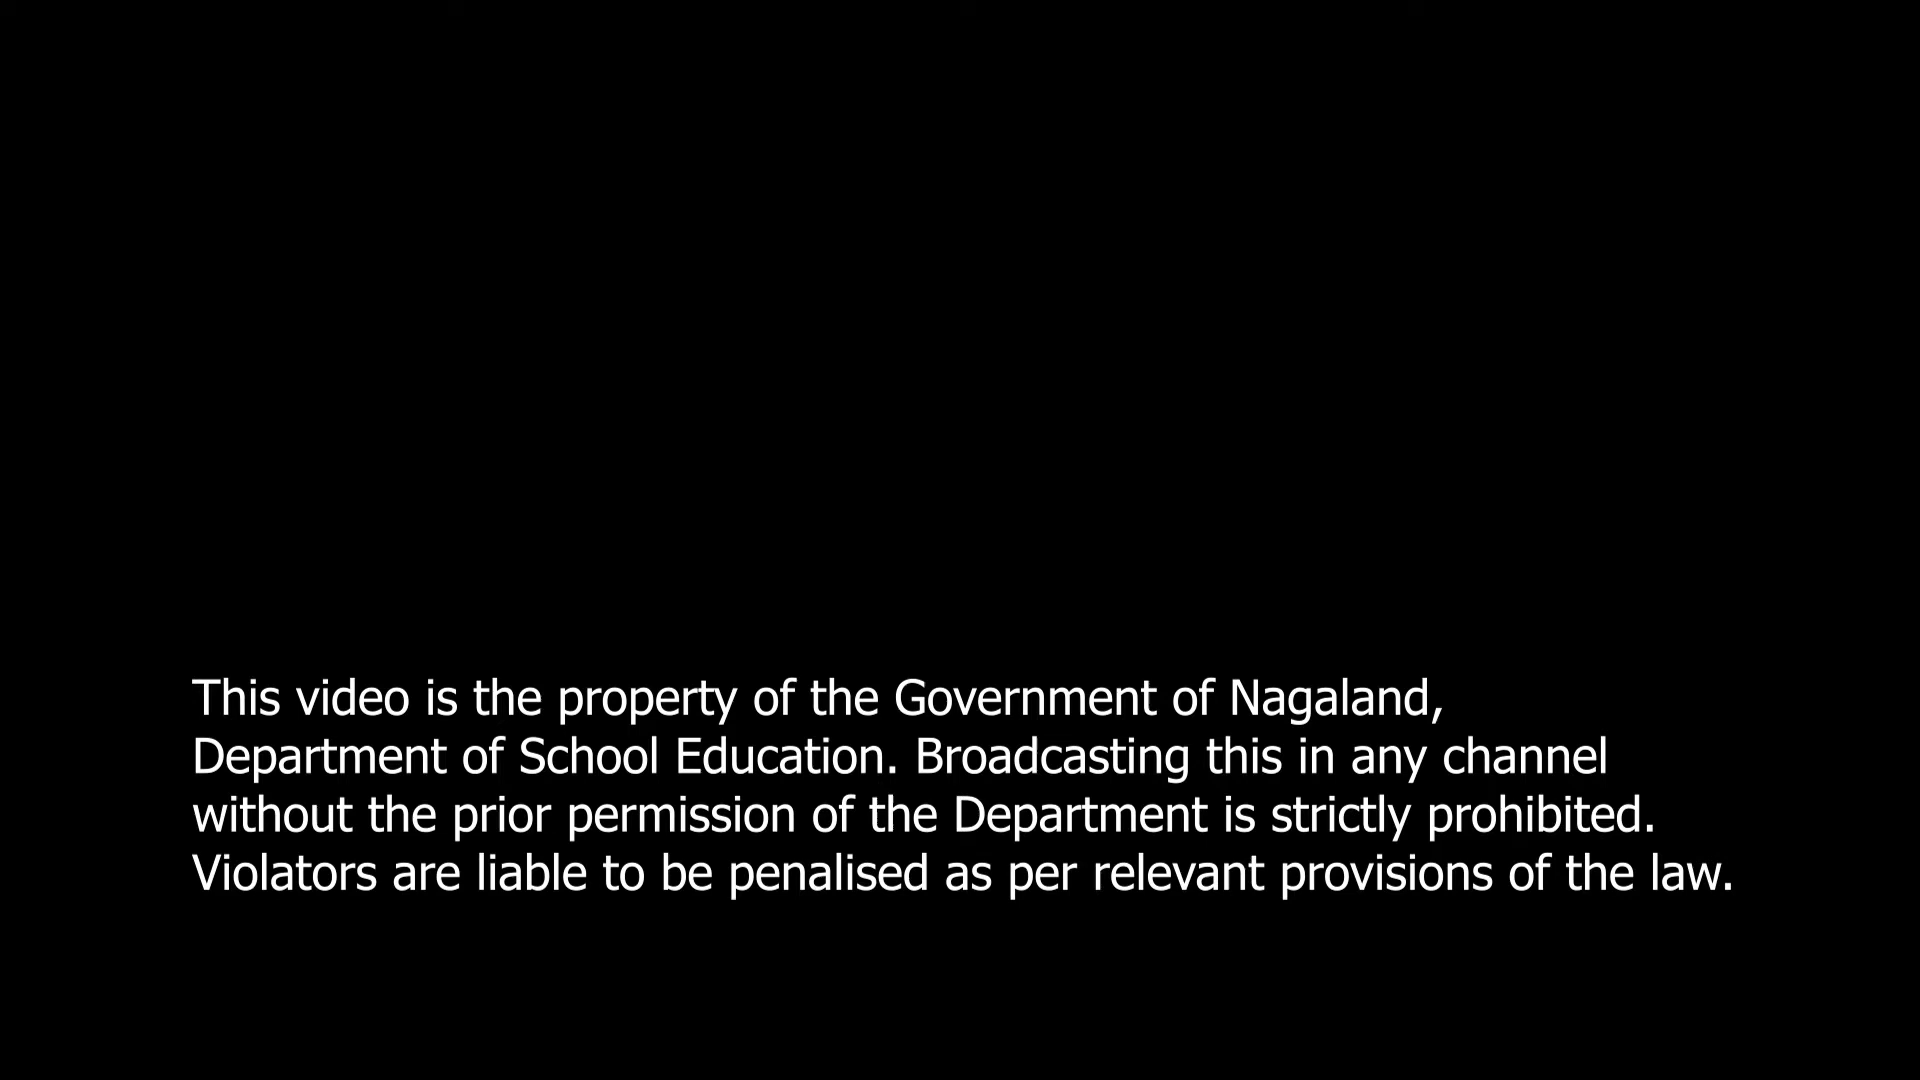 This video is the property of the Government of Nagaland,
Department of School Education. Broadcasting this in any channel
without the prior permission of the Department is strictly prohibited.
Violators are liable to be penalised as per relevant provisions of the law.